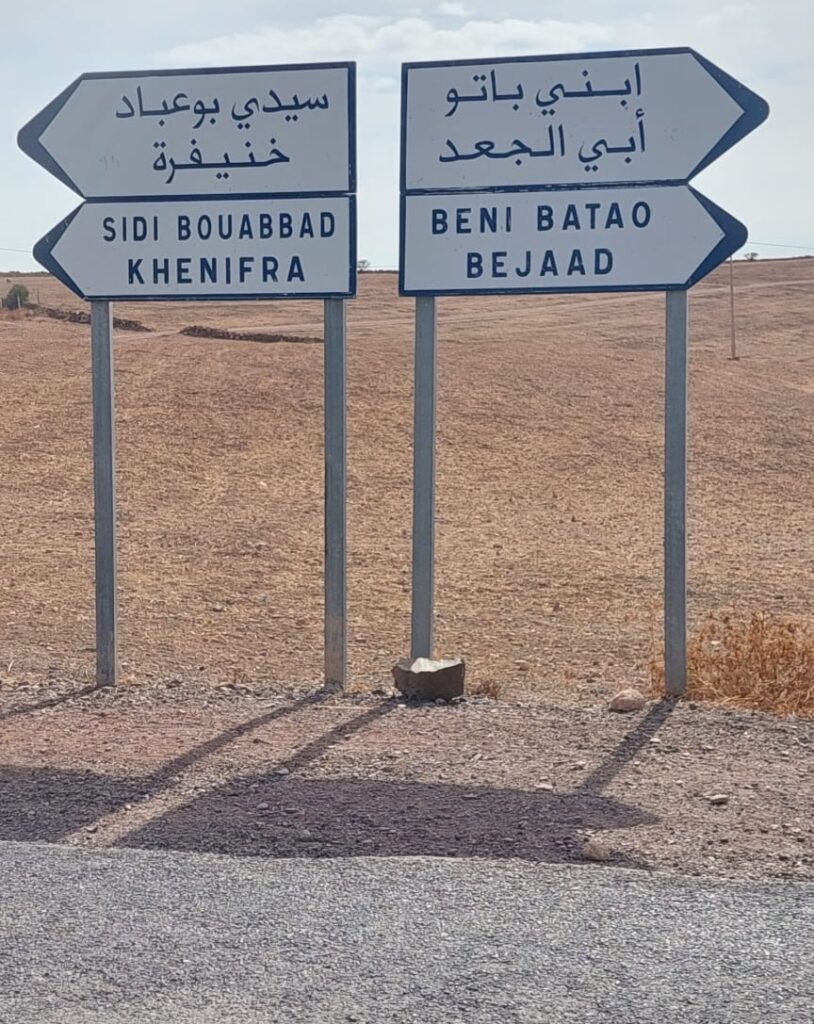 سيدي بوعباد
خنيفرة
SIDI BOUABBAD
KHENIFRA
ابني باتو
أبي الجعد
BENI BATAO
BEJAAD